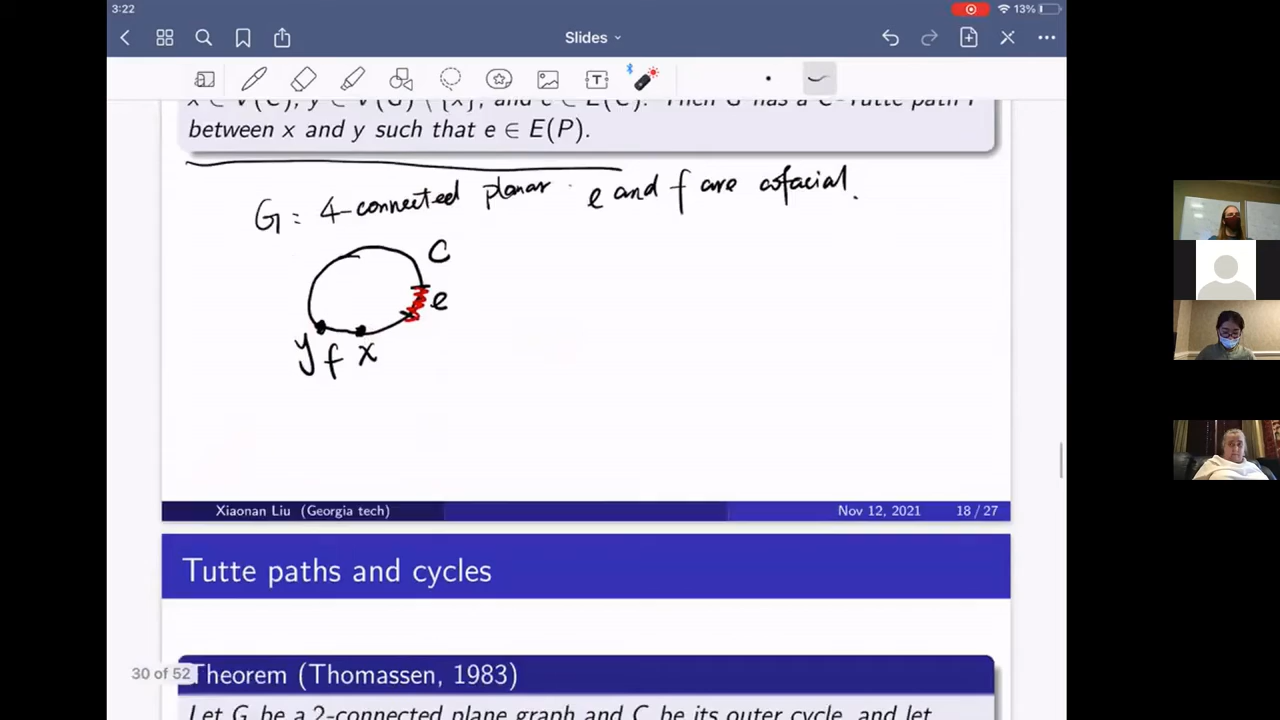 3:22
13%
Slides
between x and y such that e ∈ E(P).
G = 4-connected planar . e and f are cofacial.
C
e
y f x
Xiaonan Liu (Georgia tech) Nov 12, 2021 18 / 27
Tutte paths and cycles
30 of 52
Theorem (Thomassen, 1983)
Let G be a 2-connected plane graph and C be its outer cycle, and let